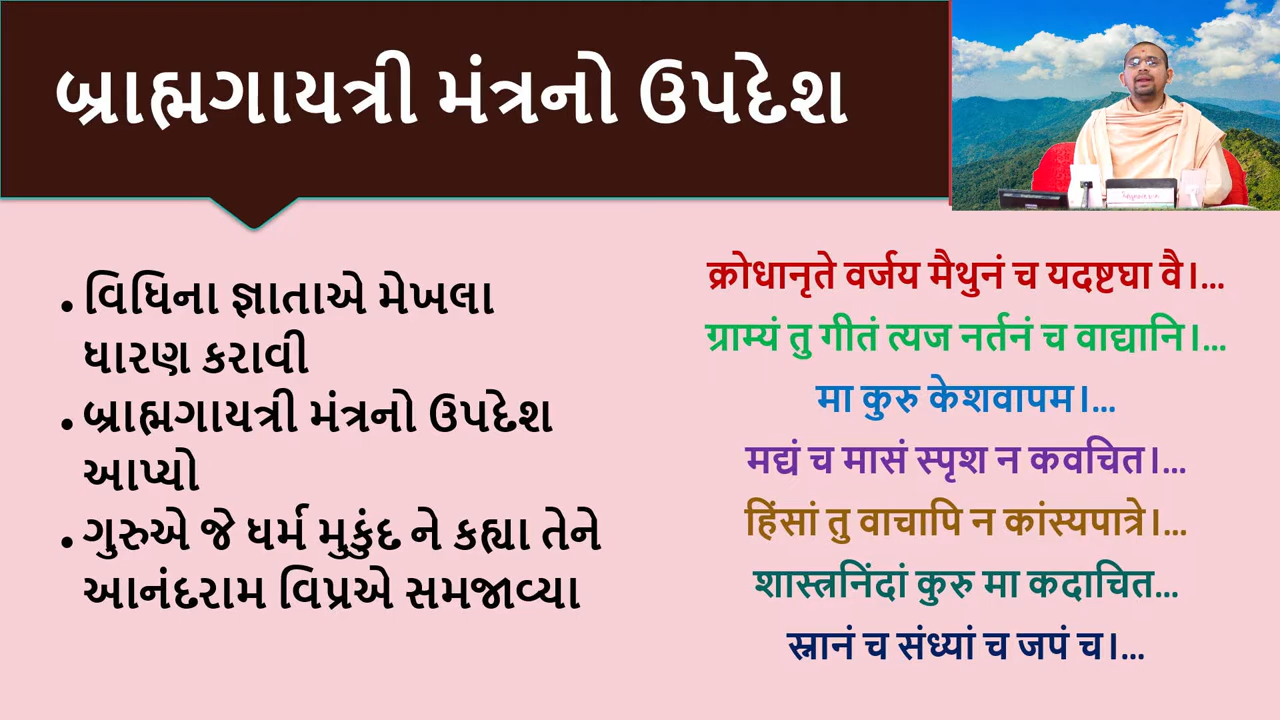 બ્રાહ્મગાયત્રી મંત્રનો ઉપદેશ
• વિધિના જ્ઞાતાએ મેખલા
ધારણ કરાવી
• બ્રાહ્મગાયત્રી મંત્રનો ઉપદેશ
આપ્યો
• ગુરુએ જે ધર્મ મુકુંદ ને કહ્યા તેને
આનંદરામ વિપ્રએ સમજાવ્યા
क्रोधानृते वर्जय मैथुनं च यदष्टघा वै।...
ग्राम्यं तु गीतं त्यज नर्तनं च वाद्यानि।...
मा कुरु केशवापम।...
मद्यं च मासं स्पृश न कवचित।...
हिंसां तु वाचापि न कांस्यपात्रे।...
शास्त्रनिंदां कुरु मा कदाचित...
स्नानं च संध्यां च जपं च।...